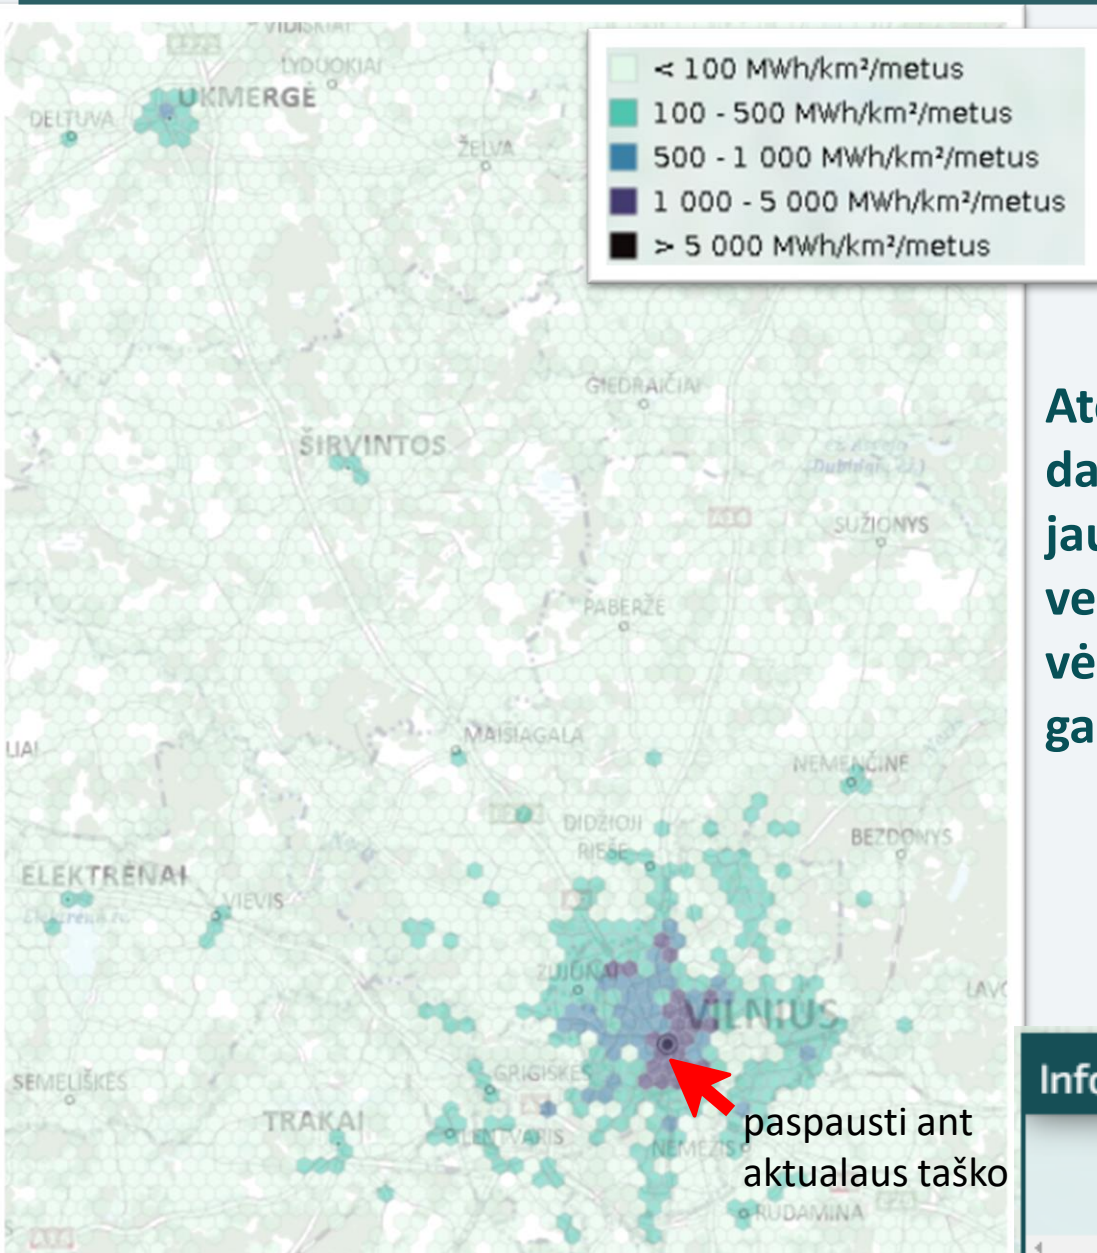 < 100 MWh/km²/metus
100 - 500 MWh/km²/metus
500 - 1 000 MWh/km²/metus
1 000 - 5 000 MWh/km²/metus
> 5 000 MWh/km²/metus
LYDUOKIAI
UKMERGĖ
DELTUVA
ŽELVA
GIEDRAIČIAI
ŠIRVINTOS
SUŽIONYS
PABERŽĖ
MAIŠIAGALA
NEMENČINĖ
DIDŽIOJI
RIEŠĖ
BEZDONYS
ELEKTRĖNAI
VIEVIS
ZUJŪNAI
VILNIUS
SEMELIŠKĖS
GRIGIŠKĖS
TRAKAI
LENTVARIS
NEMĖŽIS
RUDAMINA
paspausti ant
aktualaus taško
jau